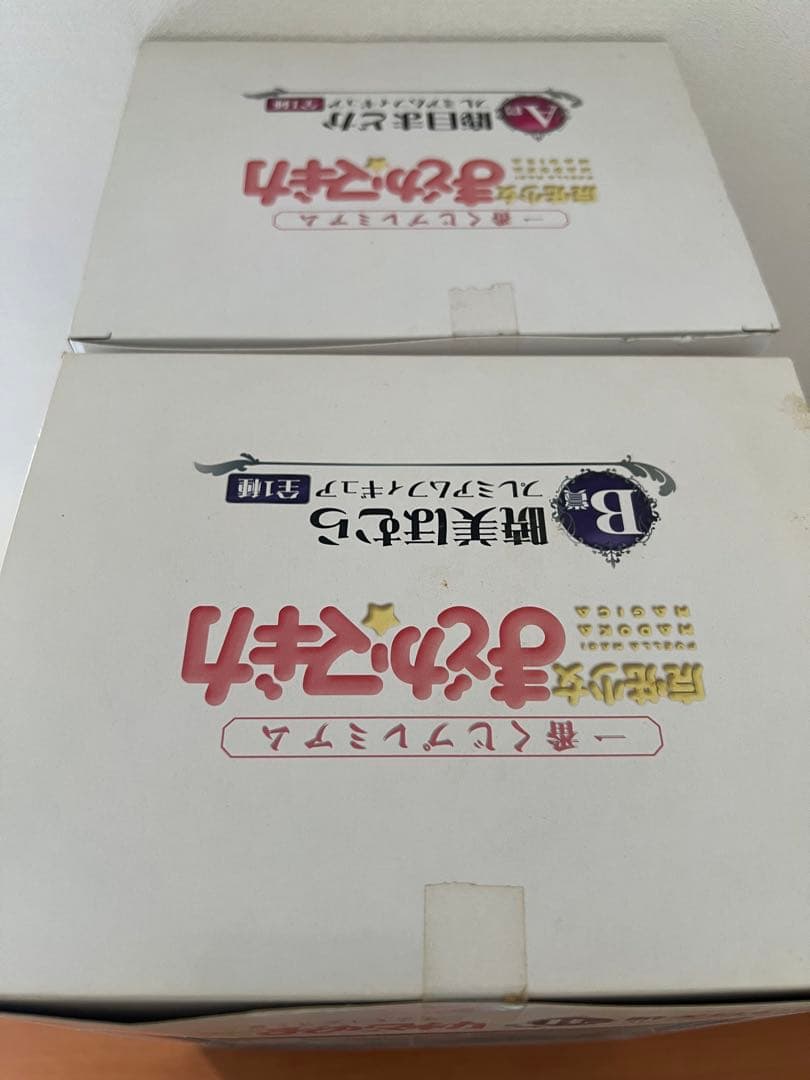 一番くじプレミアム
魔法少女まどか☆マギカ
PUELLA MAGI
MADOKA
MAGICA
B賞
暁美ほむら
プレミアムフィギュア 全1種
一番くじプレミアム
魔法少女まどか☆マギカ
PUELLA MAGI
MADOKA
MAGICA
A賞
鹿目まどか
プレミアムフィギュア 全1種